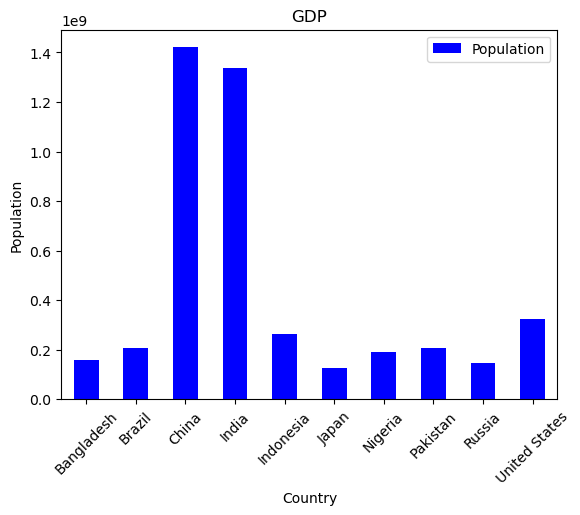 GDP
1e9
Population
1.4
1.2
1.0
0.8
0.6
0.4
0.2
0.0
Population
Bangladesh
Brazil
China
India
Indonesia
Japan
Nigeria
Pakistan
Russia
United States
Country